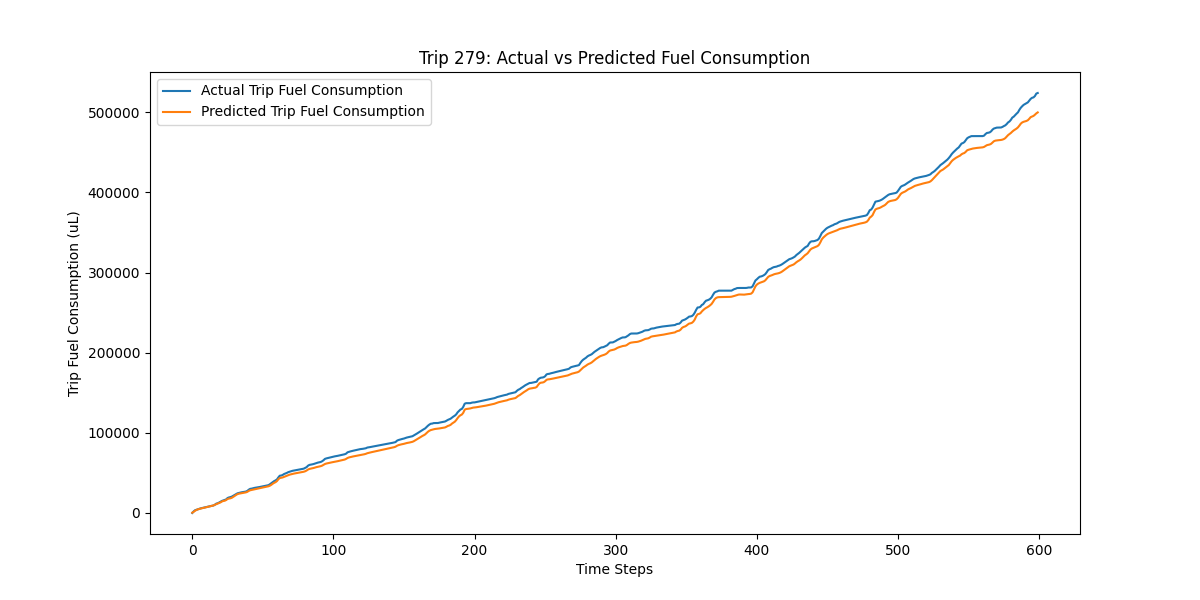 Trip 279: Actual vs Predicted Fuel Consumption
Actual Trip Fuel Consumption
Predicted Trip Fuel Consumption
Trip Fuel Consumption (uL)
500000
400000
300000
200000
100000
0
0 100 200 300 400 500 600
Time Steps